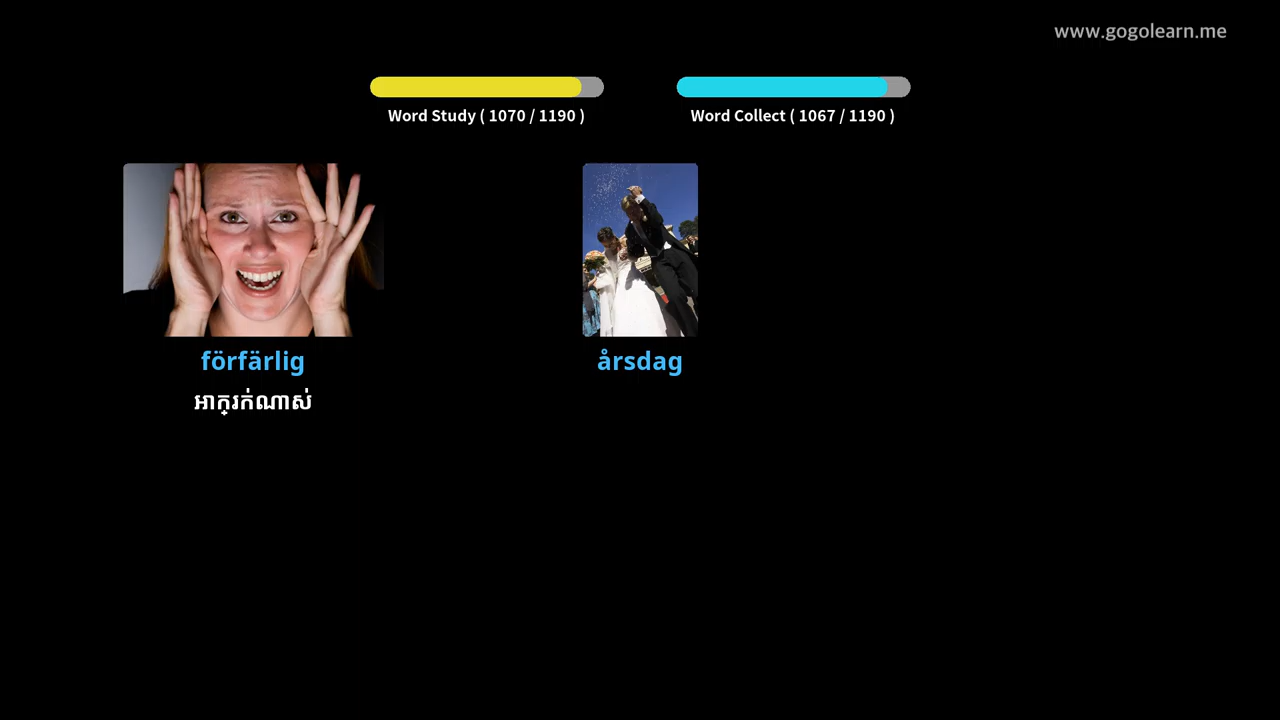 www.gogolearn.me
Word Study ( 1070 / 1190 )
Word Collect ( 1067 / 1190 )
förfärlig
årsdag
អាក្រក់ណាស់